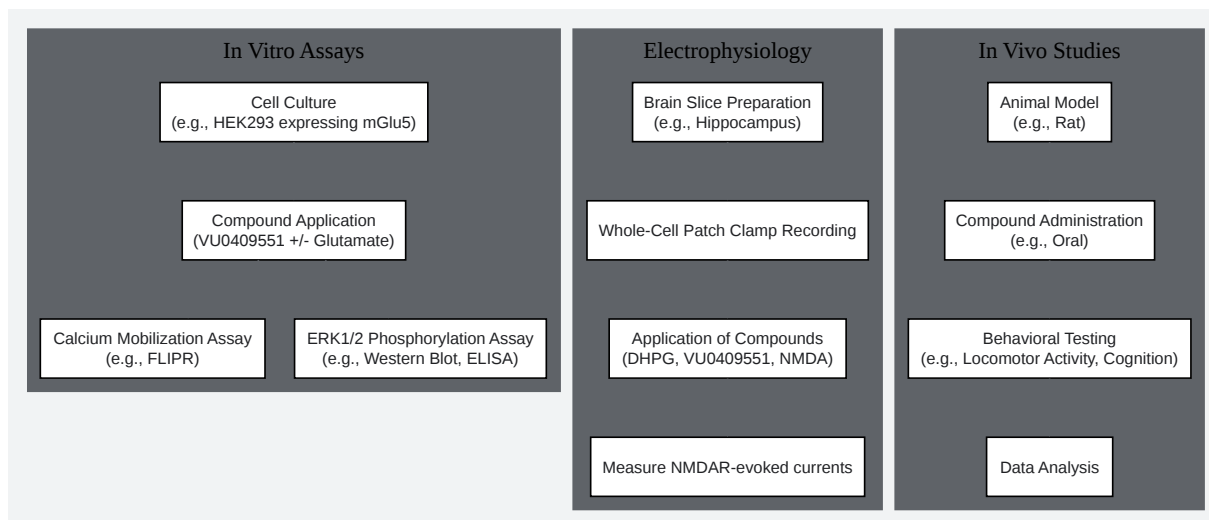 In Vitro Assays
Cell Culture
(e.g., HEK293 expressing mGlu5)
Compound Application
(VU0409551 +/- Glutamate)
Calcium Mobilization Assay
(e.g., FLIPR)
ERK1/2 Phosphorylation Assay
(e.g., Western Blot, ELISA)
Electrophysiology
Brain Slice Preparation
(e.g., Hippocampus)
Whole-Cell Patch Clamp Recording
Application of Compounds
(DHPG, VU0409551, NMDA)
Measure NMDAR-evoked currents
In Vivo Studies
Animal Model
(e.g., Rat)
Compound Administration
(e.g., Oral)
Behavioral Testing
(e.g., Locomotor Activity, Cognition)
Data Analysis